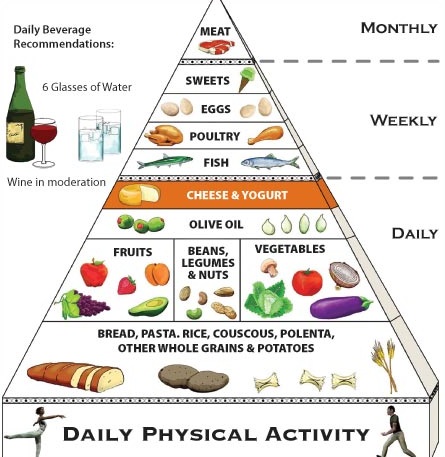 Daily Beverage
Recommendations:
6 Glasses of Water
Wine in moderation
MEAT
MONTHLY
SWEETS
EGGS
POULTRY
FISH
WEEKLY
CHEESE & YOGURT
OLIVE OIL
DAILY
FRUITS
BEANS,
LEGUMES
& NUTS
VEGETABLES
BREAD, PASTA. RICE, COUSCOUS, POLENTA,
OTHER WHOLE GRAINS & POTATOES
DAILY PHYSICAL ACTIVITY